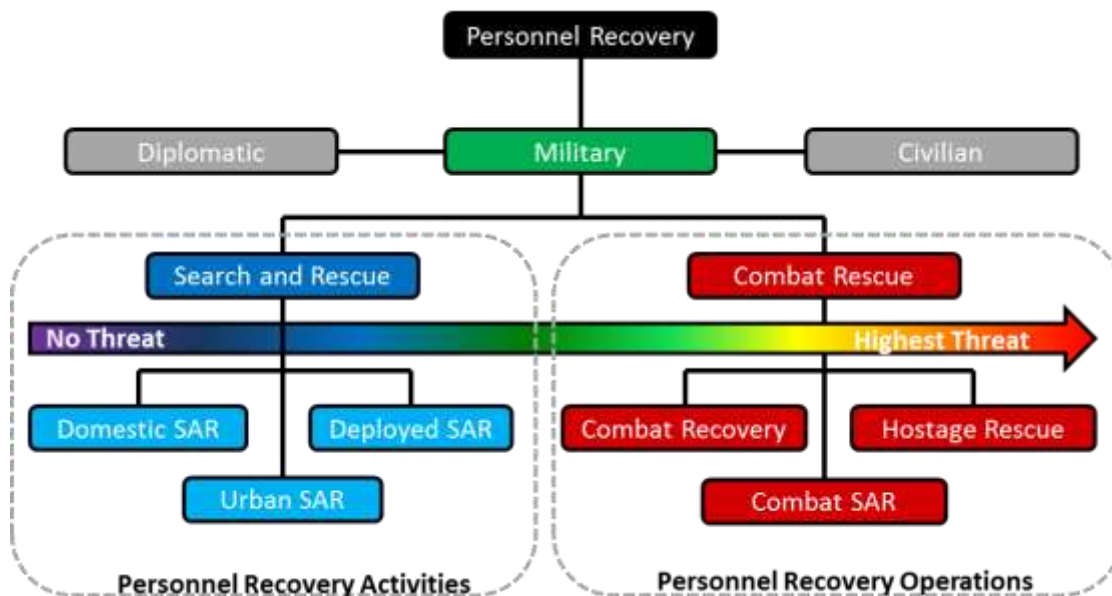 Personnel Recovery
Diplomatic
Military
Civilian
Search and Rescue
Combat Rescue
No Threat
Highest Threat
Domestic SAR
Deployed SAR
Combat Recovery
Hostage Rescue
Urban SAR
Combat SAR
Personnel Recovery Activities
Personnel Recovery Operations